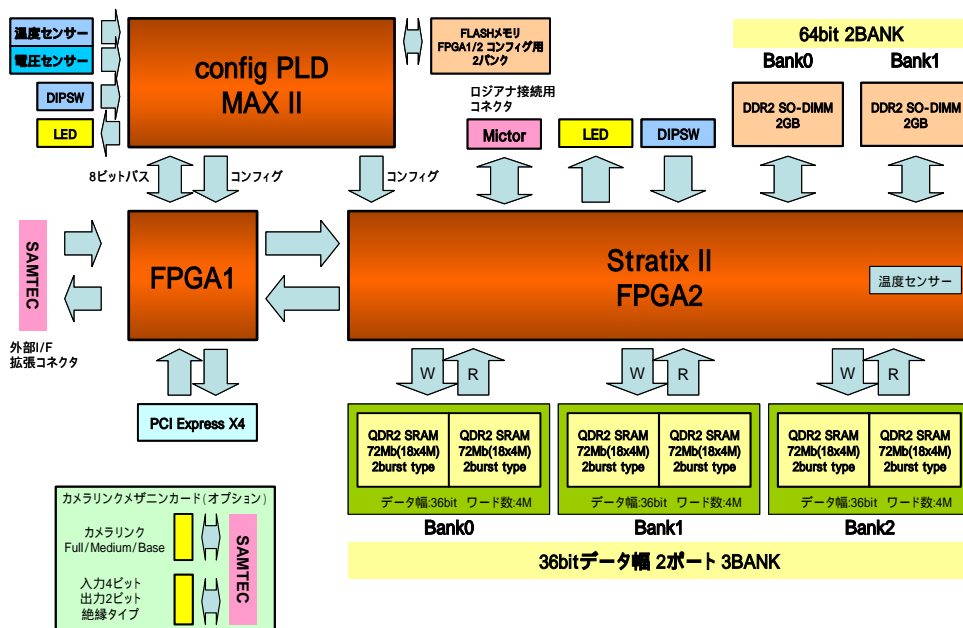 温度センサー
電圧センサー
DIPSW
LED
config PLD
MAX II
FLASHメモリ
FPGA1/2 コンフィグ用
2バンク
64bit 2BANK
Bank0
Bank1
DDR2 SO-DIMM
2GB
DDR2 SO-DIMM
2GB
ロジアナ接続用
コネクタ
Mictor
LED
DIPSW
8ビットバス
コンフィグ
コンフィグ
SAMTEC
外部I/F
拡張コネクタ
FPGA1
Stratix II
FPGA2
温度センサー
PCI Express X4
W
R
W
R
W
R
QDR2 SRAM
72Mb(18x4M)
2burst type
QDR2 SRAM
72Mb(18x4M)
2burst type
データ幅:36bit ワード数:4M
Bank0
QDR2 SRAM
72Mb(18x4M)
2burst type
QDR2 SRAM
72Mb(18x4M)
2burst type
データ幅:36bit ワード数:4M
Bank1
QDR2 SRAM
72Mb(18x4M)
2burst type
QDR2 SRAM
72Mb(18x4M)
2burst type
データ幅:36bit ワード数:4M
Bank2
36bitデータ幅 2ポート 3BANK
カメラリンクメザニンカード(オプション)
カメラリンク
Full/Medium/Base
入力4ビット
出力2ビット
絶縁タイプ
SAMTEC